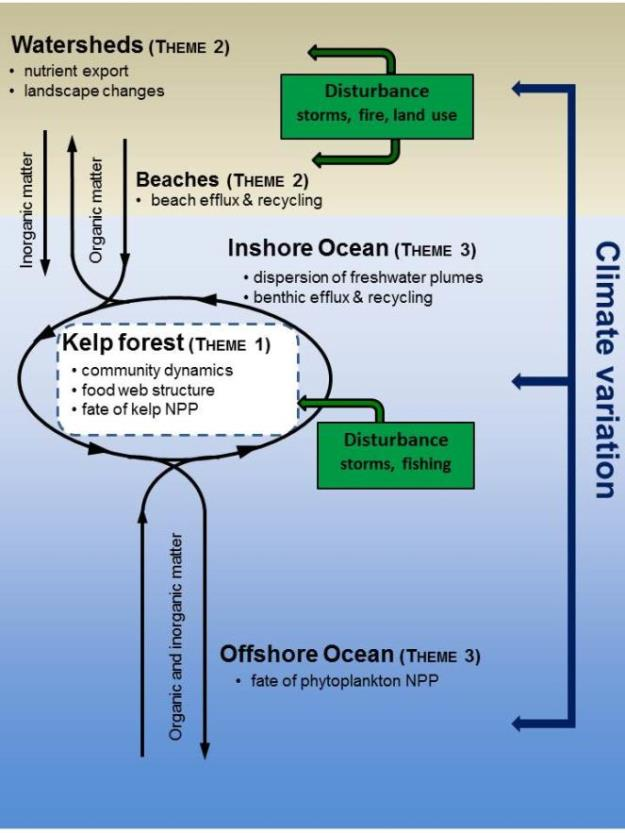 Watersheds (THEME 2)
• nutrient export
• landscape changes
Disturbance
storms, fire, land use
Inorganic matter
Organic matter
Beaches (THEME 2)
• beach efflux & recycling
Inshore Ocean (THEME 3)
• dispersion of freshwater plumes
• benthic efflux & recycling
Kelp forest (THEME 1)
• community dynamics
• food web structure
• fate of kelp NPP
Disturbance
storms, fishing
Climate variation
Organic and inorganic matter
Offshore Ocean (THEME 3)
• fate of phytoplankton NPP